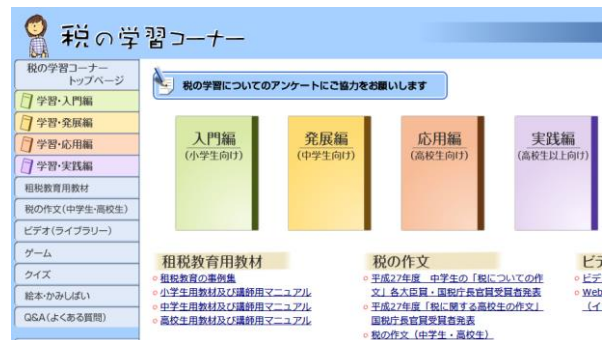 税の学習コーナー
税の学習コーナー
トップページ
学習・入門編
学習・発展編
学習・応用編
学習・実践編
租税教育用教材
税の作文(中学生・高校生)
ビデオ(ライブラリー)
ゲーム
クイズ
絵本・かみしばい
Q&A(よくある質問)
税の学習についてのアンケートにご協力をお願いします
入門編
(小学生向け)
発展編
(中学生向け)
応用編
(高校生向け)
実践編
(高校生以上向け)
租税教育用教材
租税教育の事例集
小学生用教材及び講師用マニュアル
中学生用教材及び講師用マニュアル
高校生用教材及び講師用マニュアル
税の作文
平成27年度 中学生の「税についての作
文」各大臣賞・国税庁長官賞受賞者発表
平成27年度「税に関する高校生の作文」
国税庁長官賞受賞者発表
税の作文(中学生・高校生)
ビデ
ビデ
Web
(イ